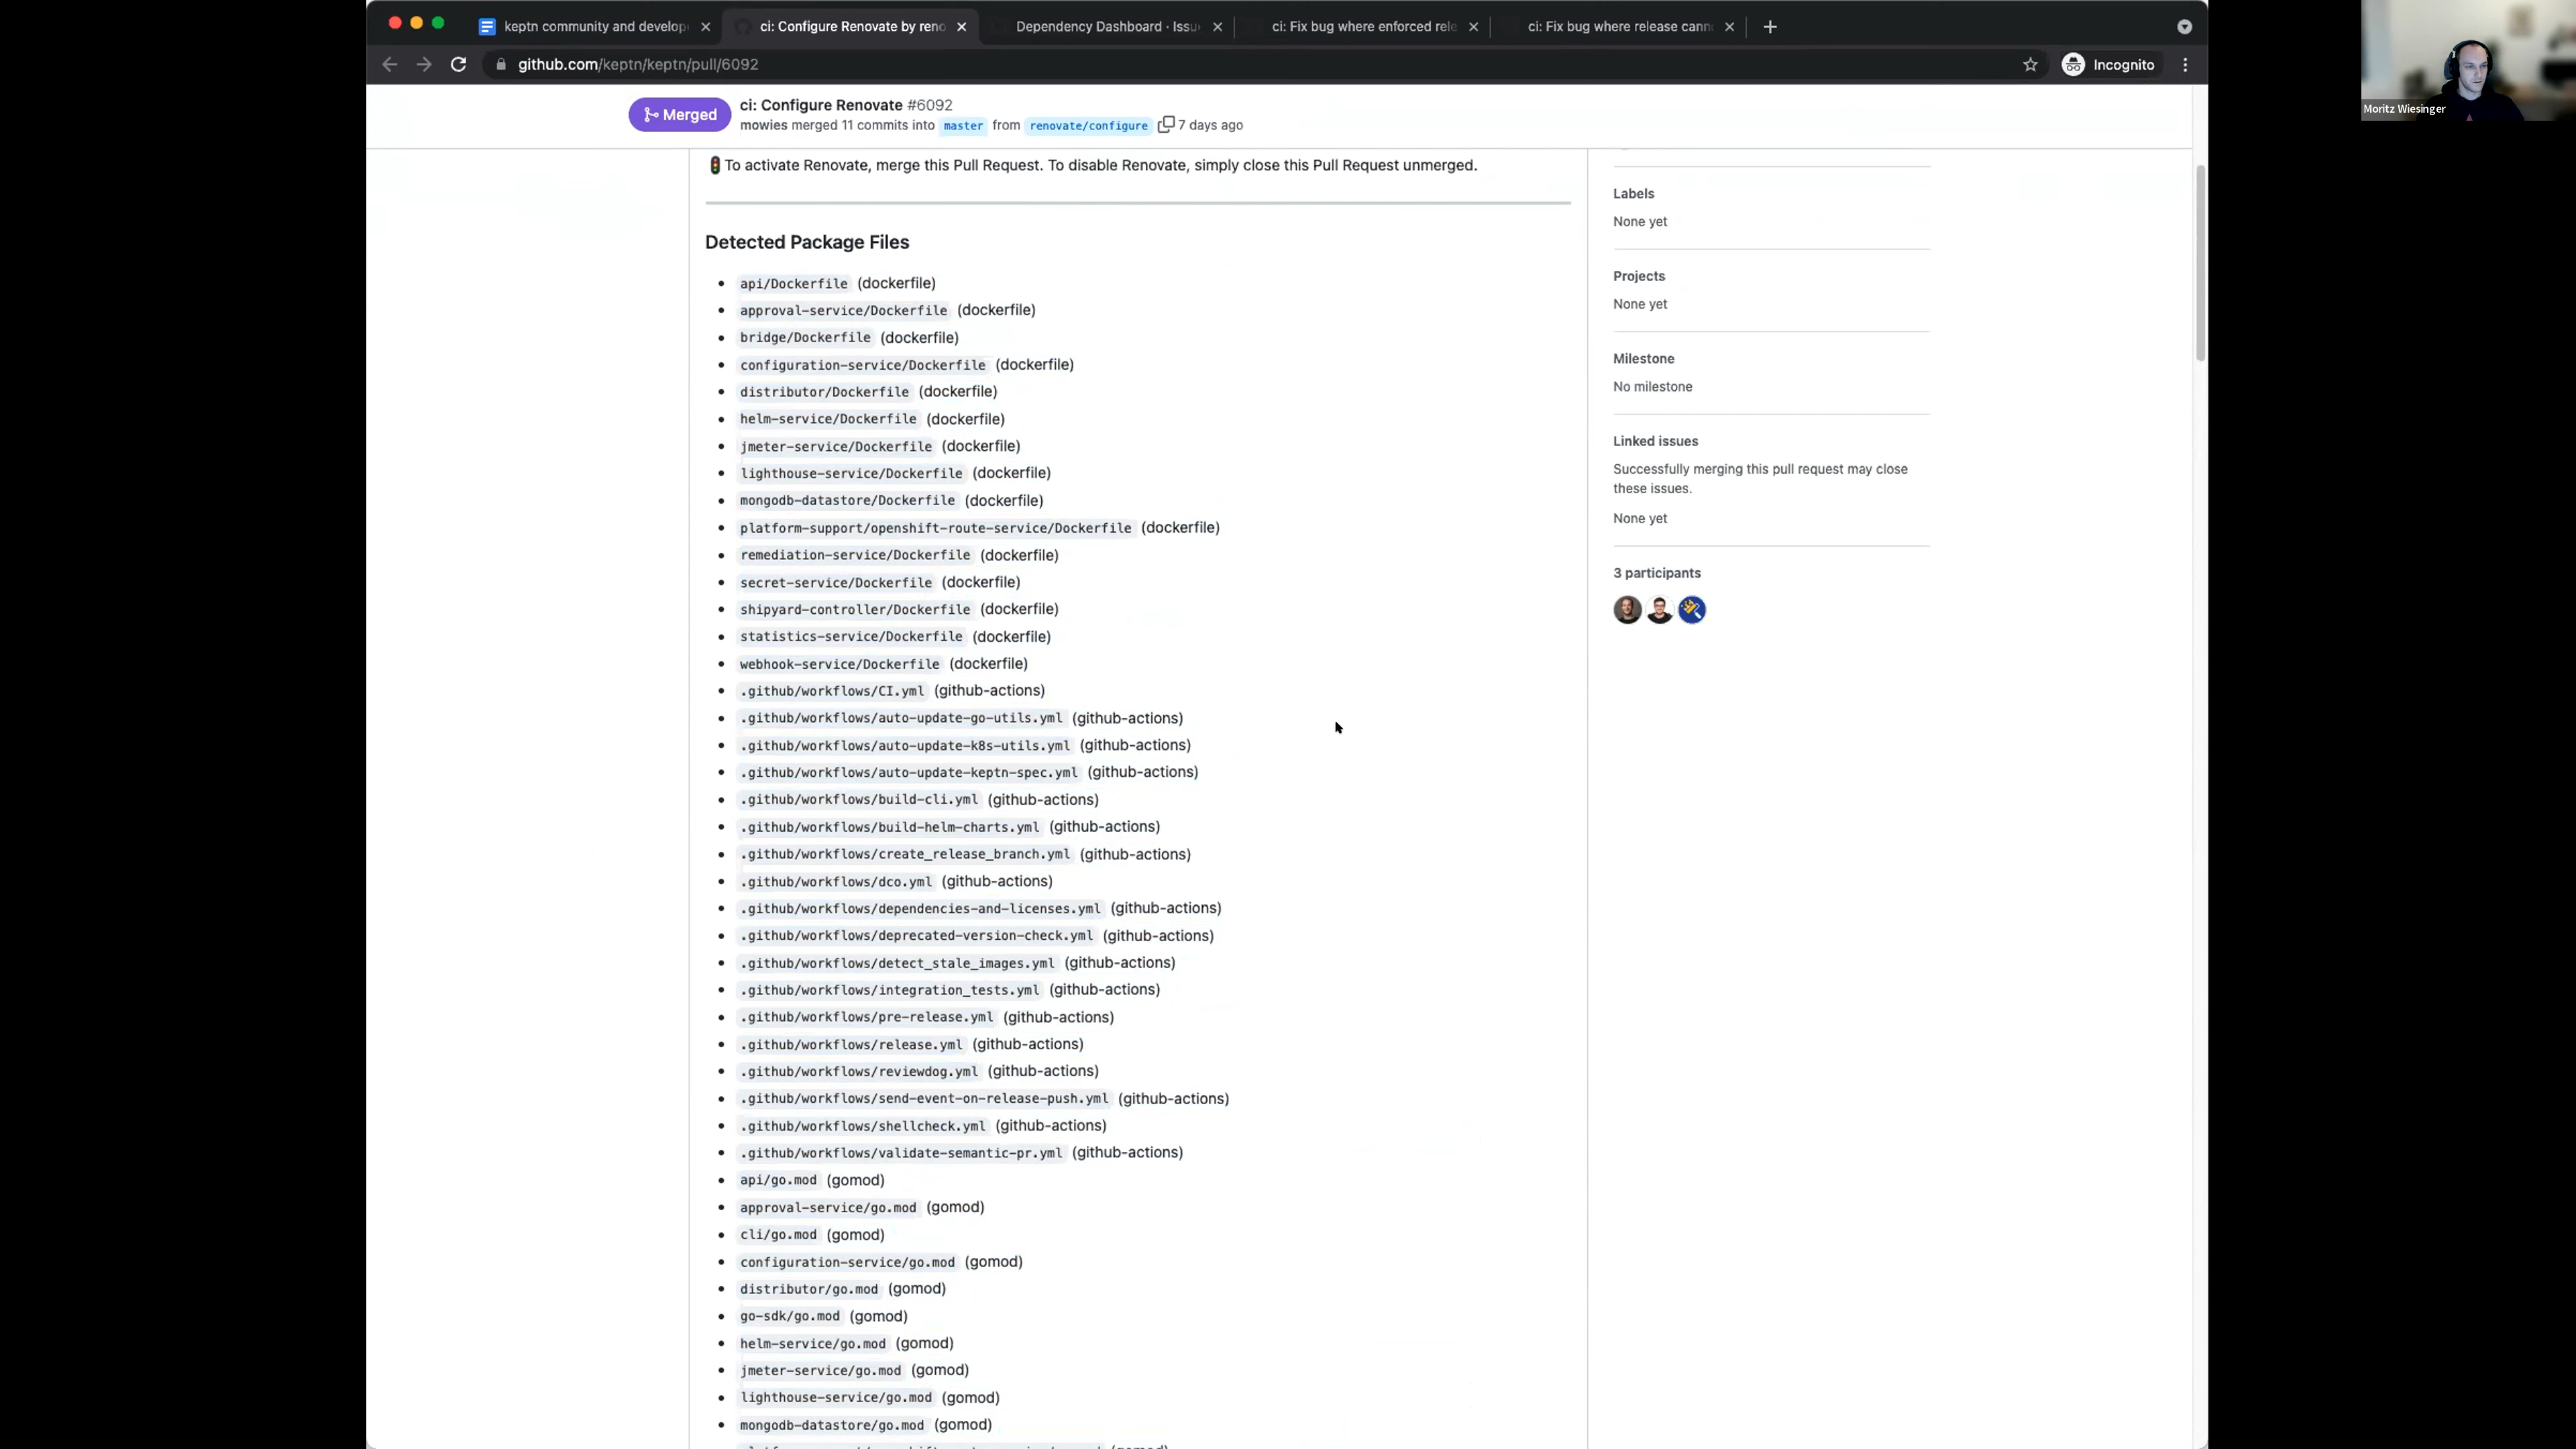 keptn community and develop
ci: Configure Renovate by reno
Dependency Dashboard · Issu
ci: Fix bug where enforced rele
ci: Fix bug where release cann
github.com/keptn/keptn/pull/6092
Incognito
Moritz Wiesinger
Merged
ci: Configure Renovate #6092
mowies merged 11 commits into master from renovate/configure 7 days ago
To activate Renovate, merge this Pull Request. To disable Renovate, simply close this Pull Request unmerged.
Detected Package Files
api/Dockerfile (dockerfile)
approval-service/Dockerfile (dockerfile)
bridge/Dockerfile (dockerfile)
configuration-service/Dockerfile (dockerfile)
distributor/Dockerfile (dockerfile)
helm-service/Dockerfile (dockerfile)
jmeter-service/Dockerfile (dockerfile)
lighthouse-service/Dockerfile (dockerfile)
mongodb-datastore/Dockerfile (dockerfile)
platform-support/openshift-route-service/Dockerfile (dockerfile)
remediation-service/Dockerfile (dockerfile)
secret-service/Dockerfile (dockerfile)
shipyard-controller/Dockerfile (dockerfile)
statistics-service/Dockerfile (dockerfile)
webhook-service/Dockerfile (dockerfile)
.github/workflows/CI.yml (github-actions)
.github/workflows/auto-update-go-utils.yml (github-actions)
.github/workflows/auto-update-k8s-utils.yml (github-actions)
.github/workflows/auto-update-keptn-spec.yml (github-actions)
.github/workflows/build-cli.yml (github-actions)
.github/workflows/build-helm-charts.yml (github-actions)
.github/workflows/create_release_branch.yml (github-actions)
.github/workflows/dco.yml (github-actions)
.github/workflows/dependencies-and-licenses.yml (github-actions)
.github/workflows/deprecated-version-check.yml (github-actions)
.github/workflows/detect_stale_images.yml (github-actions)
.github/workflows/integration_tests.yml (github-actions)
.github/workflows/pre-release.yml (github-actions)
.github/workflows/release.yml (github-actions)
.github/workflows/reviewdog.yml (github-actions)
.github/workflows/send-event-on-release-push.yml (github-actions)
.github/workflows/shellcheck.yml (github-actions)
.github/workflows/validate-semantic-pr.yml (github-actions)
api/go.mod (gomod)
approval-service/go.mod (gomod)
cli/go.mod (gomod)
configuration-service/go.mod (gomod)
distributor/go.mod (gomod)
go-sdk/go.mod (gomod)
helm-service/go.mod (gomod)
jmeter-service/go.mod (gomod)
lighthouse-service/go.mod (gomod)
mongodb-datastore/go.mod (gomod)
Labels
None yet
Projects
None yet
Milestone
No milestone
Linked issues
Successfully merging this pull request may close
these issues.
None yet
3 participants